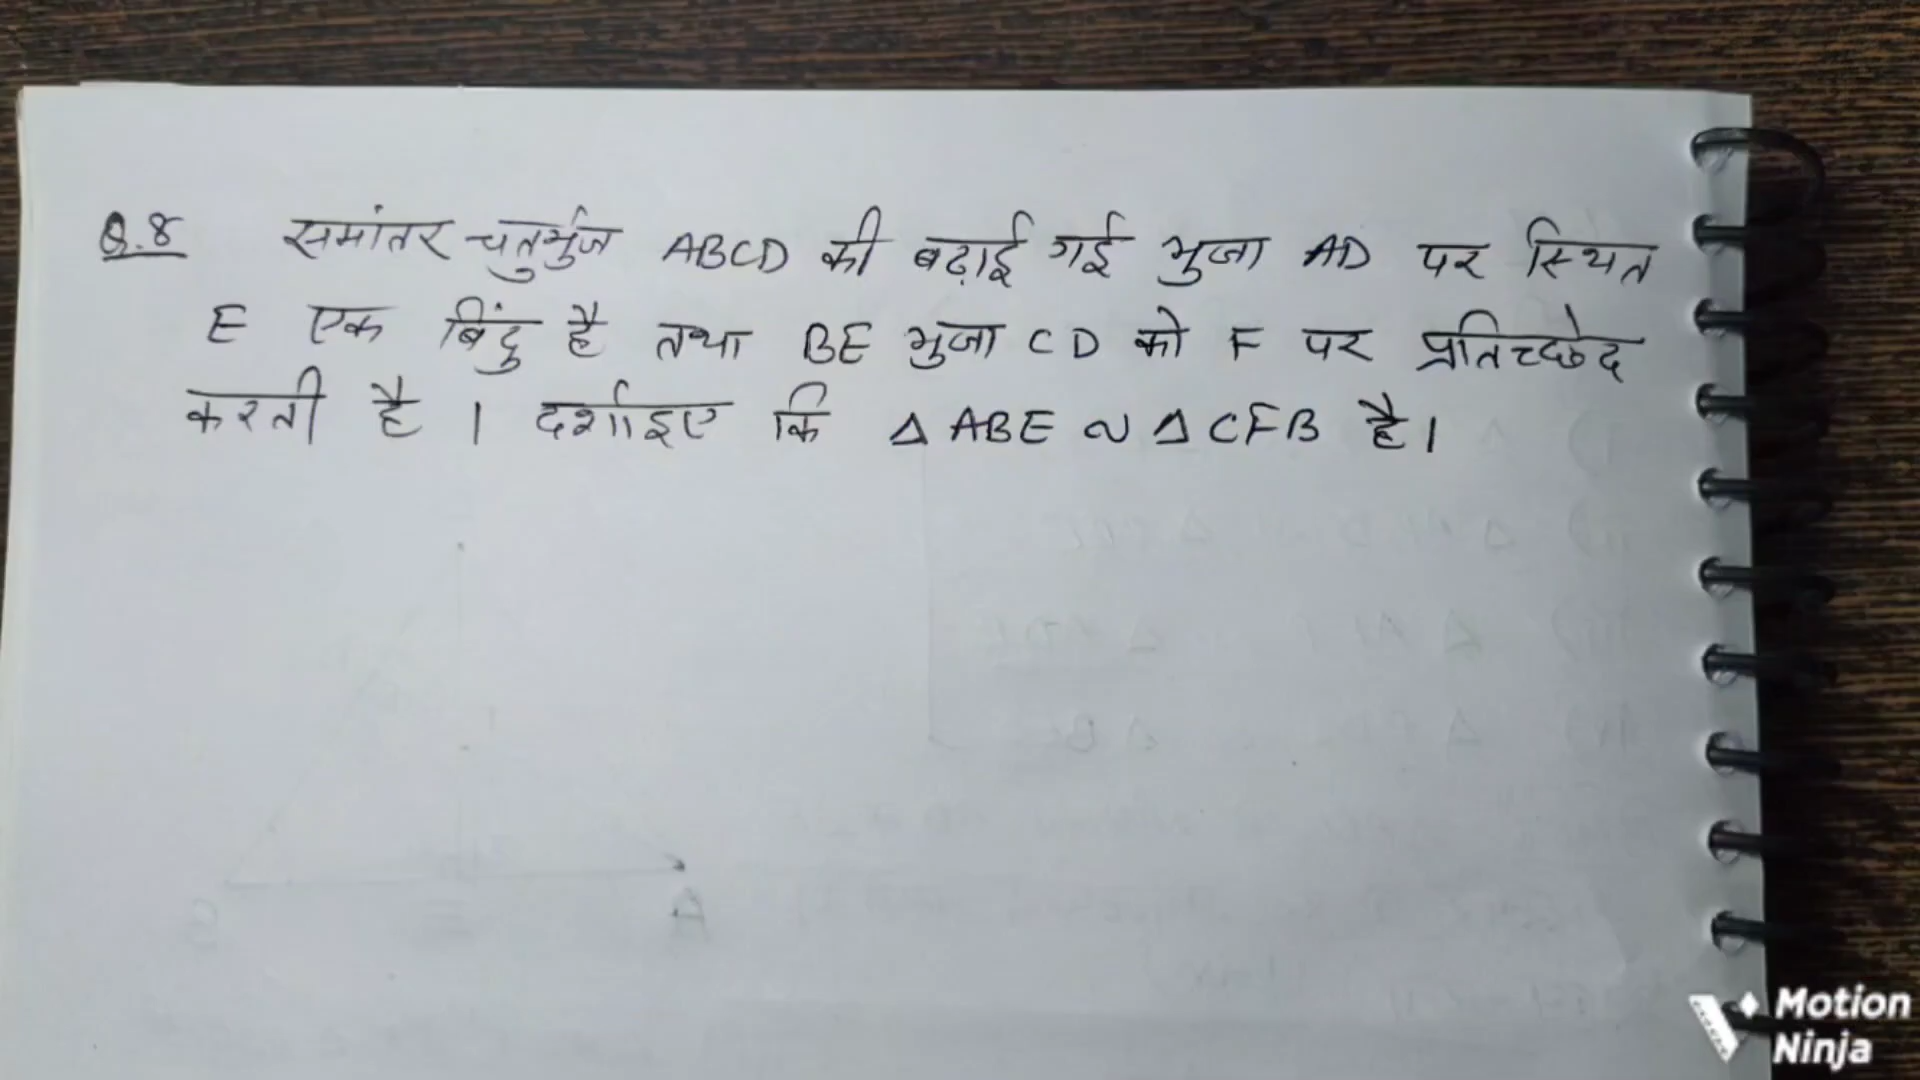 Q.8 समांतर चतुर्भुज ABCD की बढ़ाई गई भुजा AD पर स्थित
E एक बिंदु है तथा BE भुजा CD को F पर प्रतिच्छेद
करती है । दर्शाइए कि Δ ABE ~ Δ CFB है।
Motion
Ninja